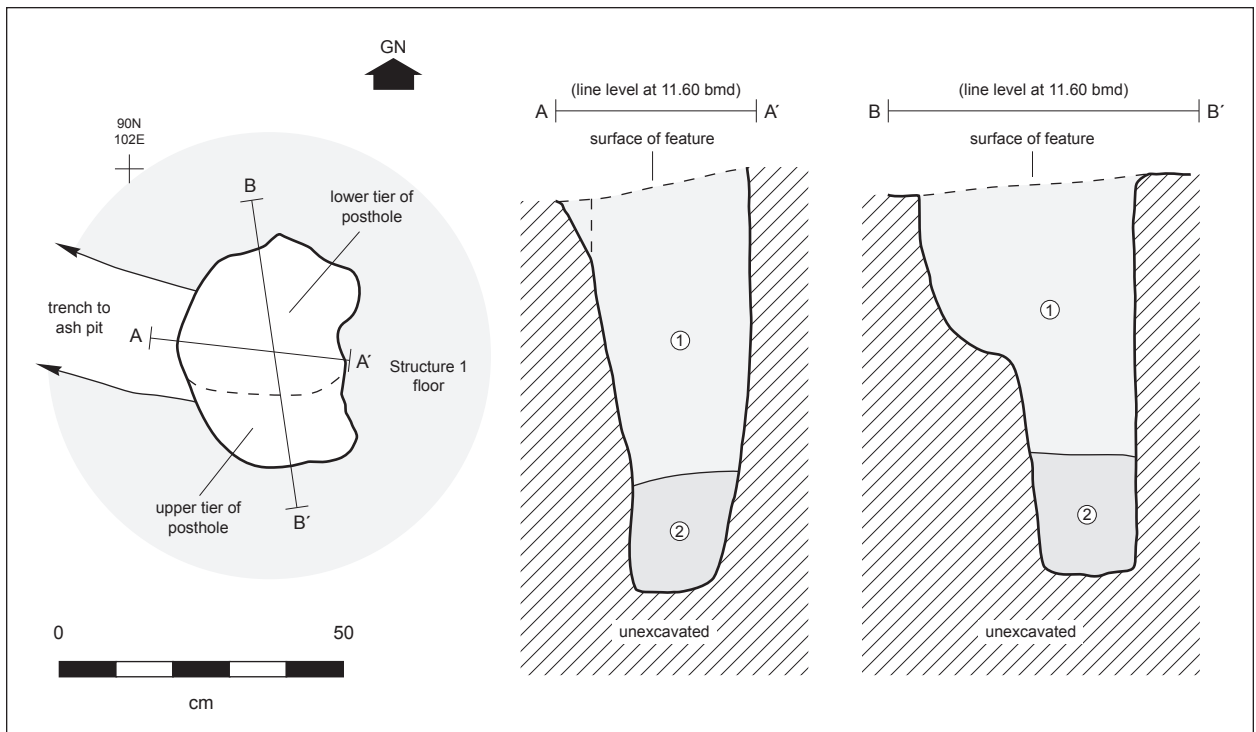 GN
90N
102E
B
lower tier of
posthole
trench to
ash pit
A
A´
Structure 1
floor
upper tier of
posthole
B´
0
50
cm
(line level at 11.60 bmd)
A
A´
surface of feature
1
2
unexcavated
(line level at 11.60 bmd)
B
B´
surface of feature
1
2
unexcavated